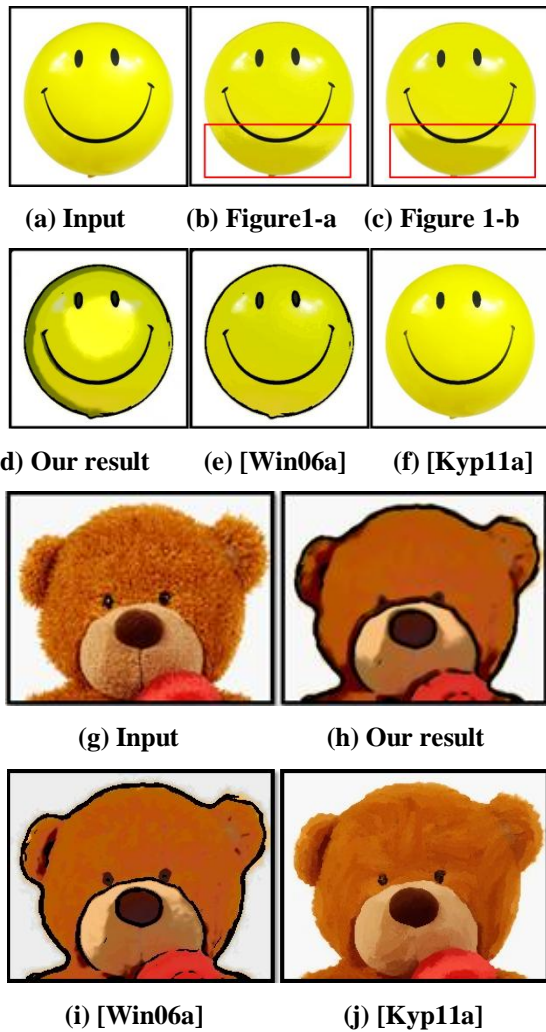 (a) Input (b) Figure1-a (c) Figure 1-b
d) Our result (e) [Win06a] (f) [Kyp11a]
(g) Input (h) Our result
(i) [Win06a] (j) [Kyp11a]